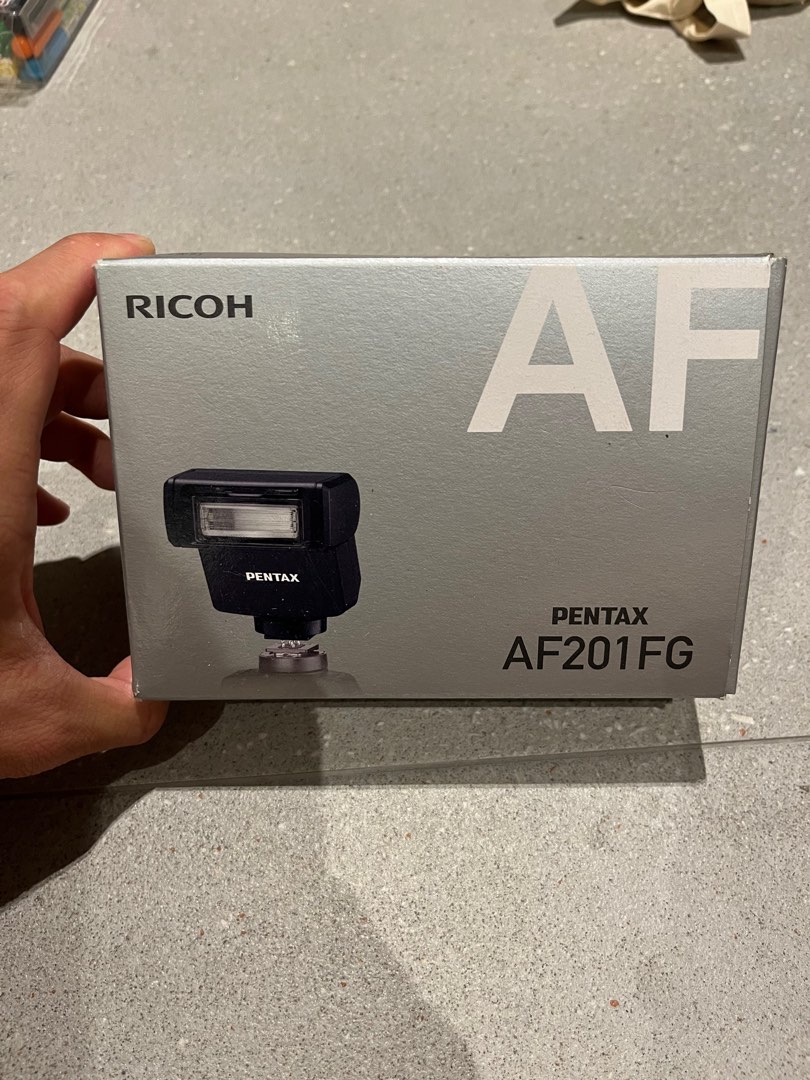 RICOH
AF
PENTAX
PENTAX
AF201FG